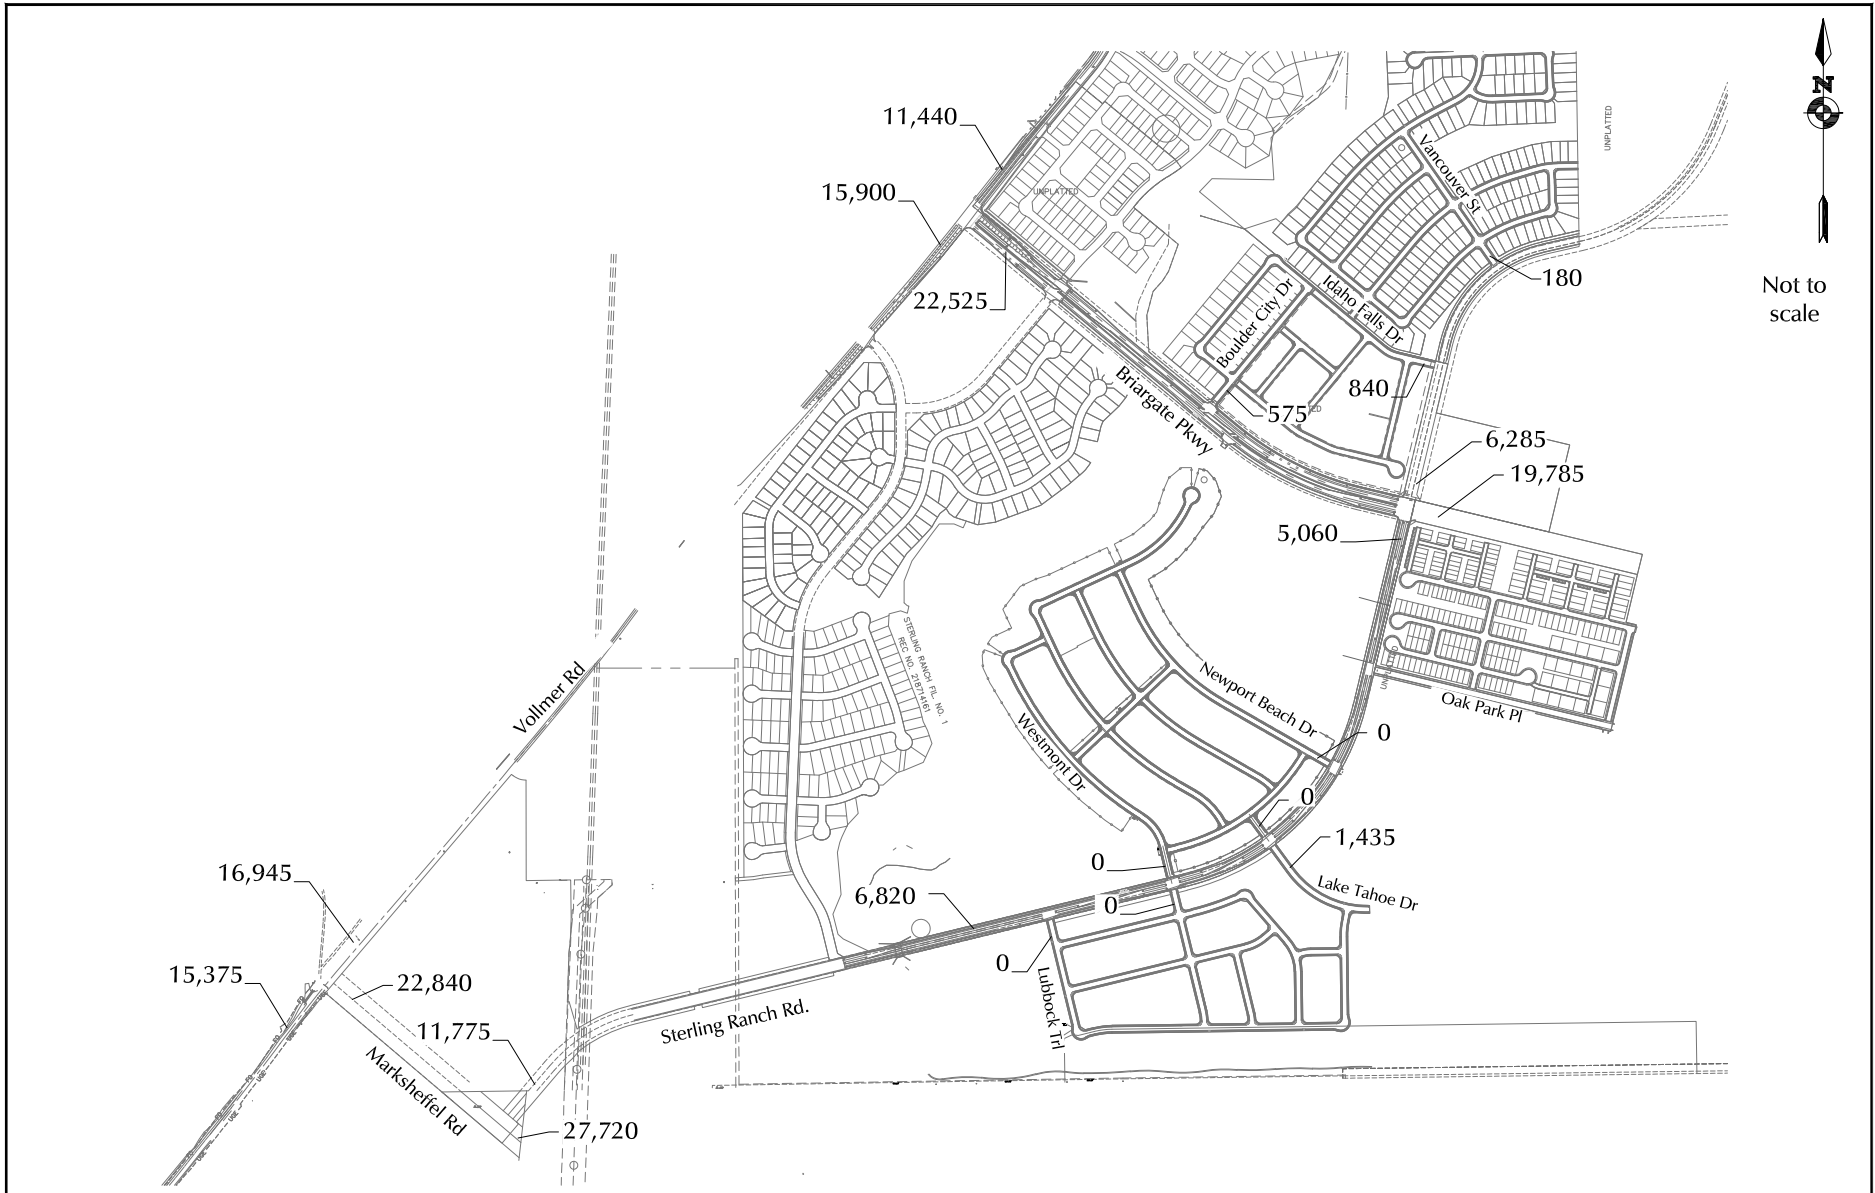 N
Not to
scale
11,440
UNPLATTED
Vancouver St
15,900
UNPLATTED
180
22,525
Boulder City Dr
Idaho Falls Dr
Briargate Pkwy
840
575
6,285
19,785
5,060
STERLING RANCH FIL. NO. 1
REC NO. 218714161
Vollmer Rd
Newport Beach Dr
Oak Park Pl
Westmont Dr
0
0
1,435
16,945
0
6,820
Lake Tahoe Dr
0
15,375
22,840
0
Lubbock Trl
11,775
Sterling Ranch Rd.
Marksheffel Rd
27,720